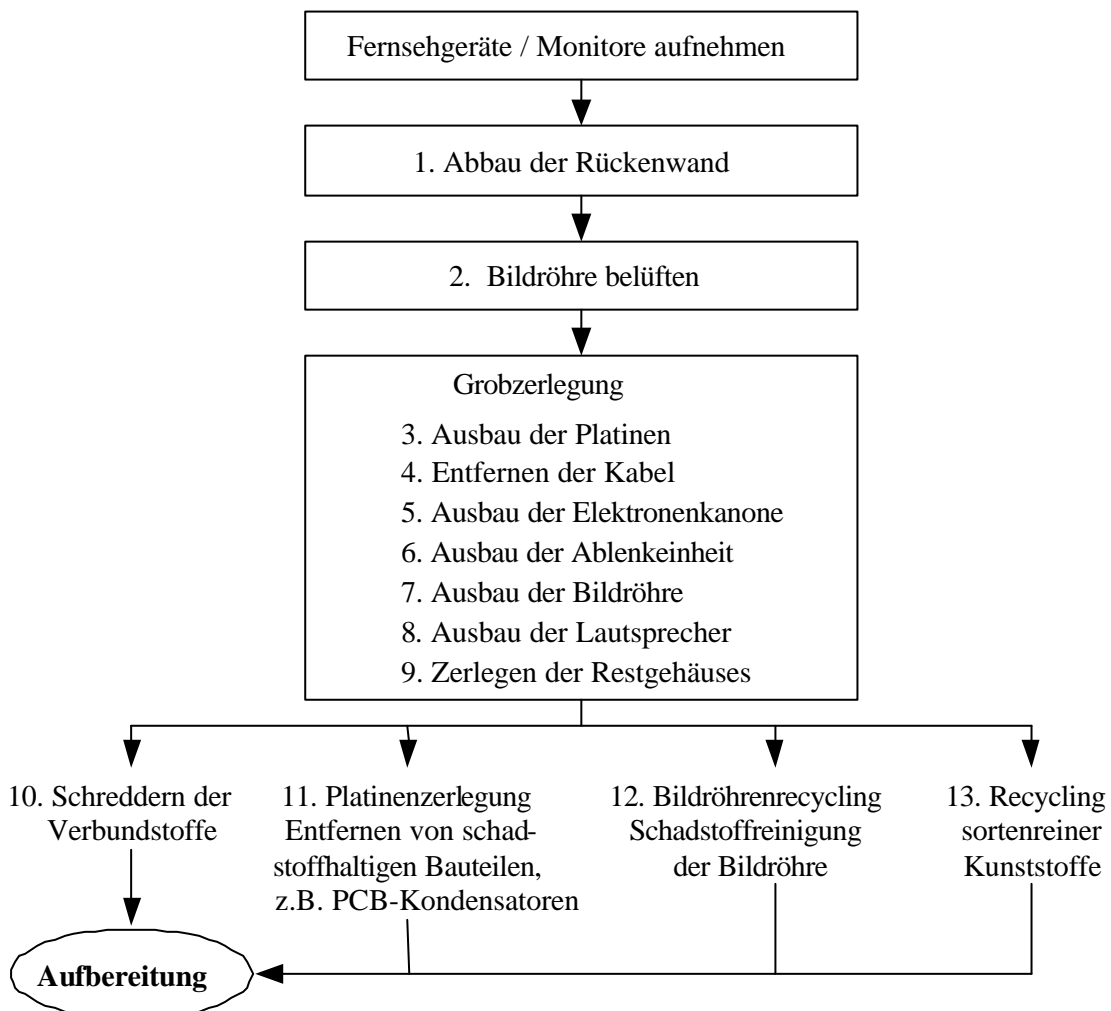 Fernsehgeräte / Monitore aufnehmen
1. Abbau der Rückenwand
2. Bildröhre belüften
Grobzerlegung
3. Ausbau der Platinen
4. Entfernen der Kabel
5. Ausbau der Elektronenkanone
6. Ausbau der Ablenkeinheit
7. Ausbau der Bildröhre
8. Ausbau der Lautsprecher
9. Zerlegen der Restgehäuses
10. Schreddern der
Verbundstoffe
11. Platinenzerlegung
Entfernen von schad-
stoffhaltigen Bauteilen,
z.B. PCB-Kondensatoren
12. Bildröhrenrecycling
Schadstoffreinigung
der Bildröhre
13. Recycling
sortenreiner
Kunststoffe
Aufbereitung